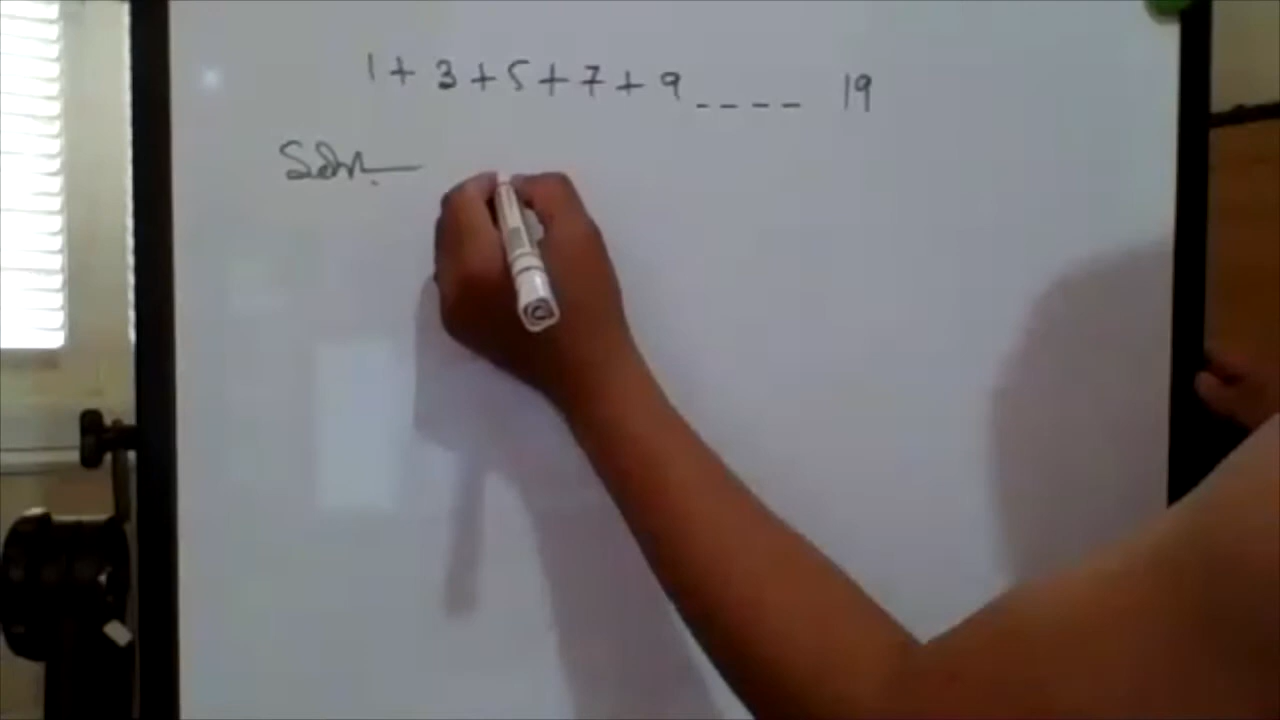 1 + 3 + 5 + 7 + 9 _ _ _ _ 19
Soln